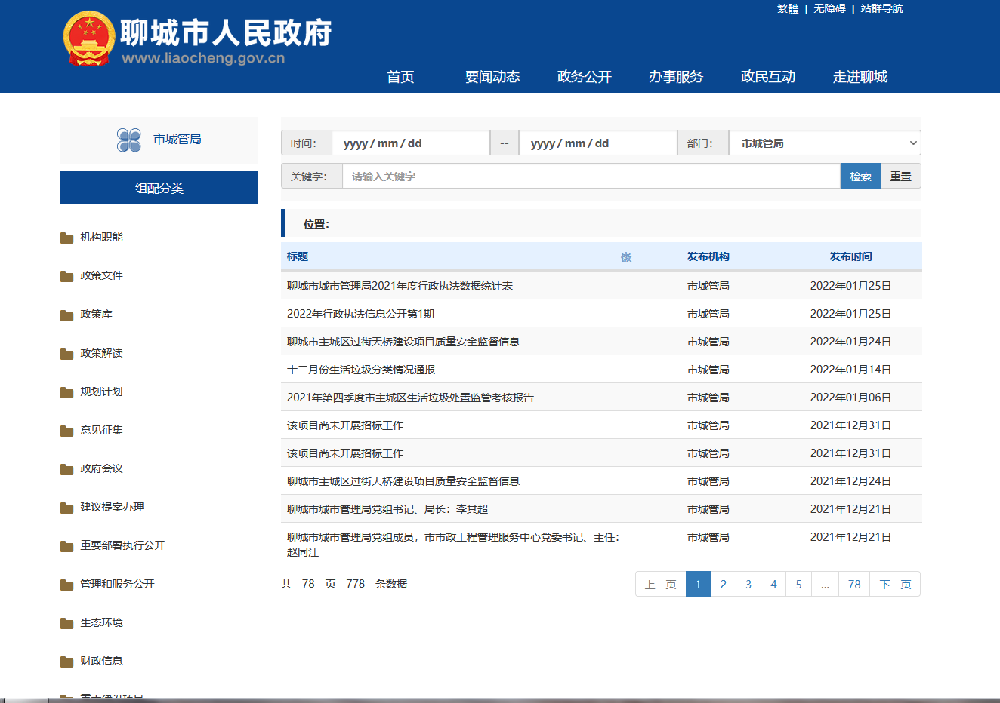 繁體 | 无障碍 | 站群导航
聊城市人民政府
www.liaocheng.gov.cn
首页 要闻动态 政务公开 办事服务 政民互动 走进聊城
市城管局
组配分类
机构职能
政策文件
政策库
政策解读
规划计划
意见征集
政府会议
建议提案办理
重要部署执行公开
管理和服务公开
生态环境
财政信息
重大建设项目
时间： yyyy / mm / dd -- yyyy / mm / dd 部门： 市城管局
关键字： 请输入关键字 检索 重置
位置：
标题 发布机构 发布时间
聊城市城市管理局2021年度行政执法数据统计表 市城管局 2022年01月25日
2022年行政执法信息公开第1期 市城管局 2022年01月25日
聊城市主城区过街天桥建设项目质量安全监督信息 市城管局 2022年01月24日
十二月份生活垃圾分类情况通报 市城管局 2022年01月14日
2021年第四季度市主城区生活垃圾处置监管考核报告 市城管局 2022年01月06日
该项目尚未开展招标工作 市城管局 2021年12月31日
该项目尚未开展招标工作 市城管局 2021年12月31日
聊城市主城区过街天桥建设项目质量安全监督信息 市城管局 2021年12月24日
聊城市城市管理局党组书记、局长：李其超 市城管局 2021年12月21日
聊城市城市管理局党组成员，市市政工程管理服务中心党委书记、主任： 市城管局 2021年12月21日
赵同江
共 78 页 778 条数据
上一页 1 2 3 4 5 ... 78 下一页